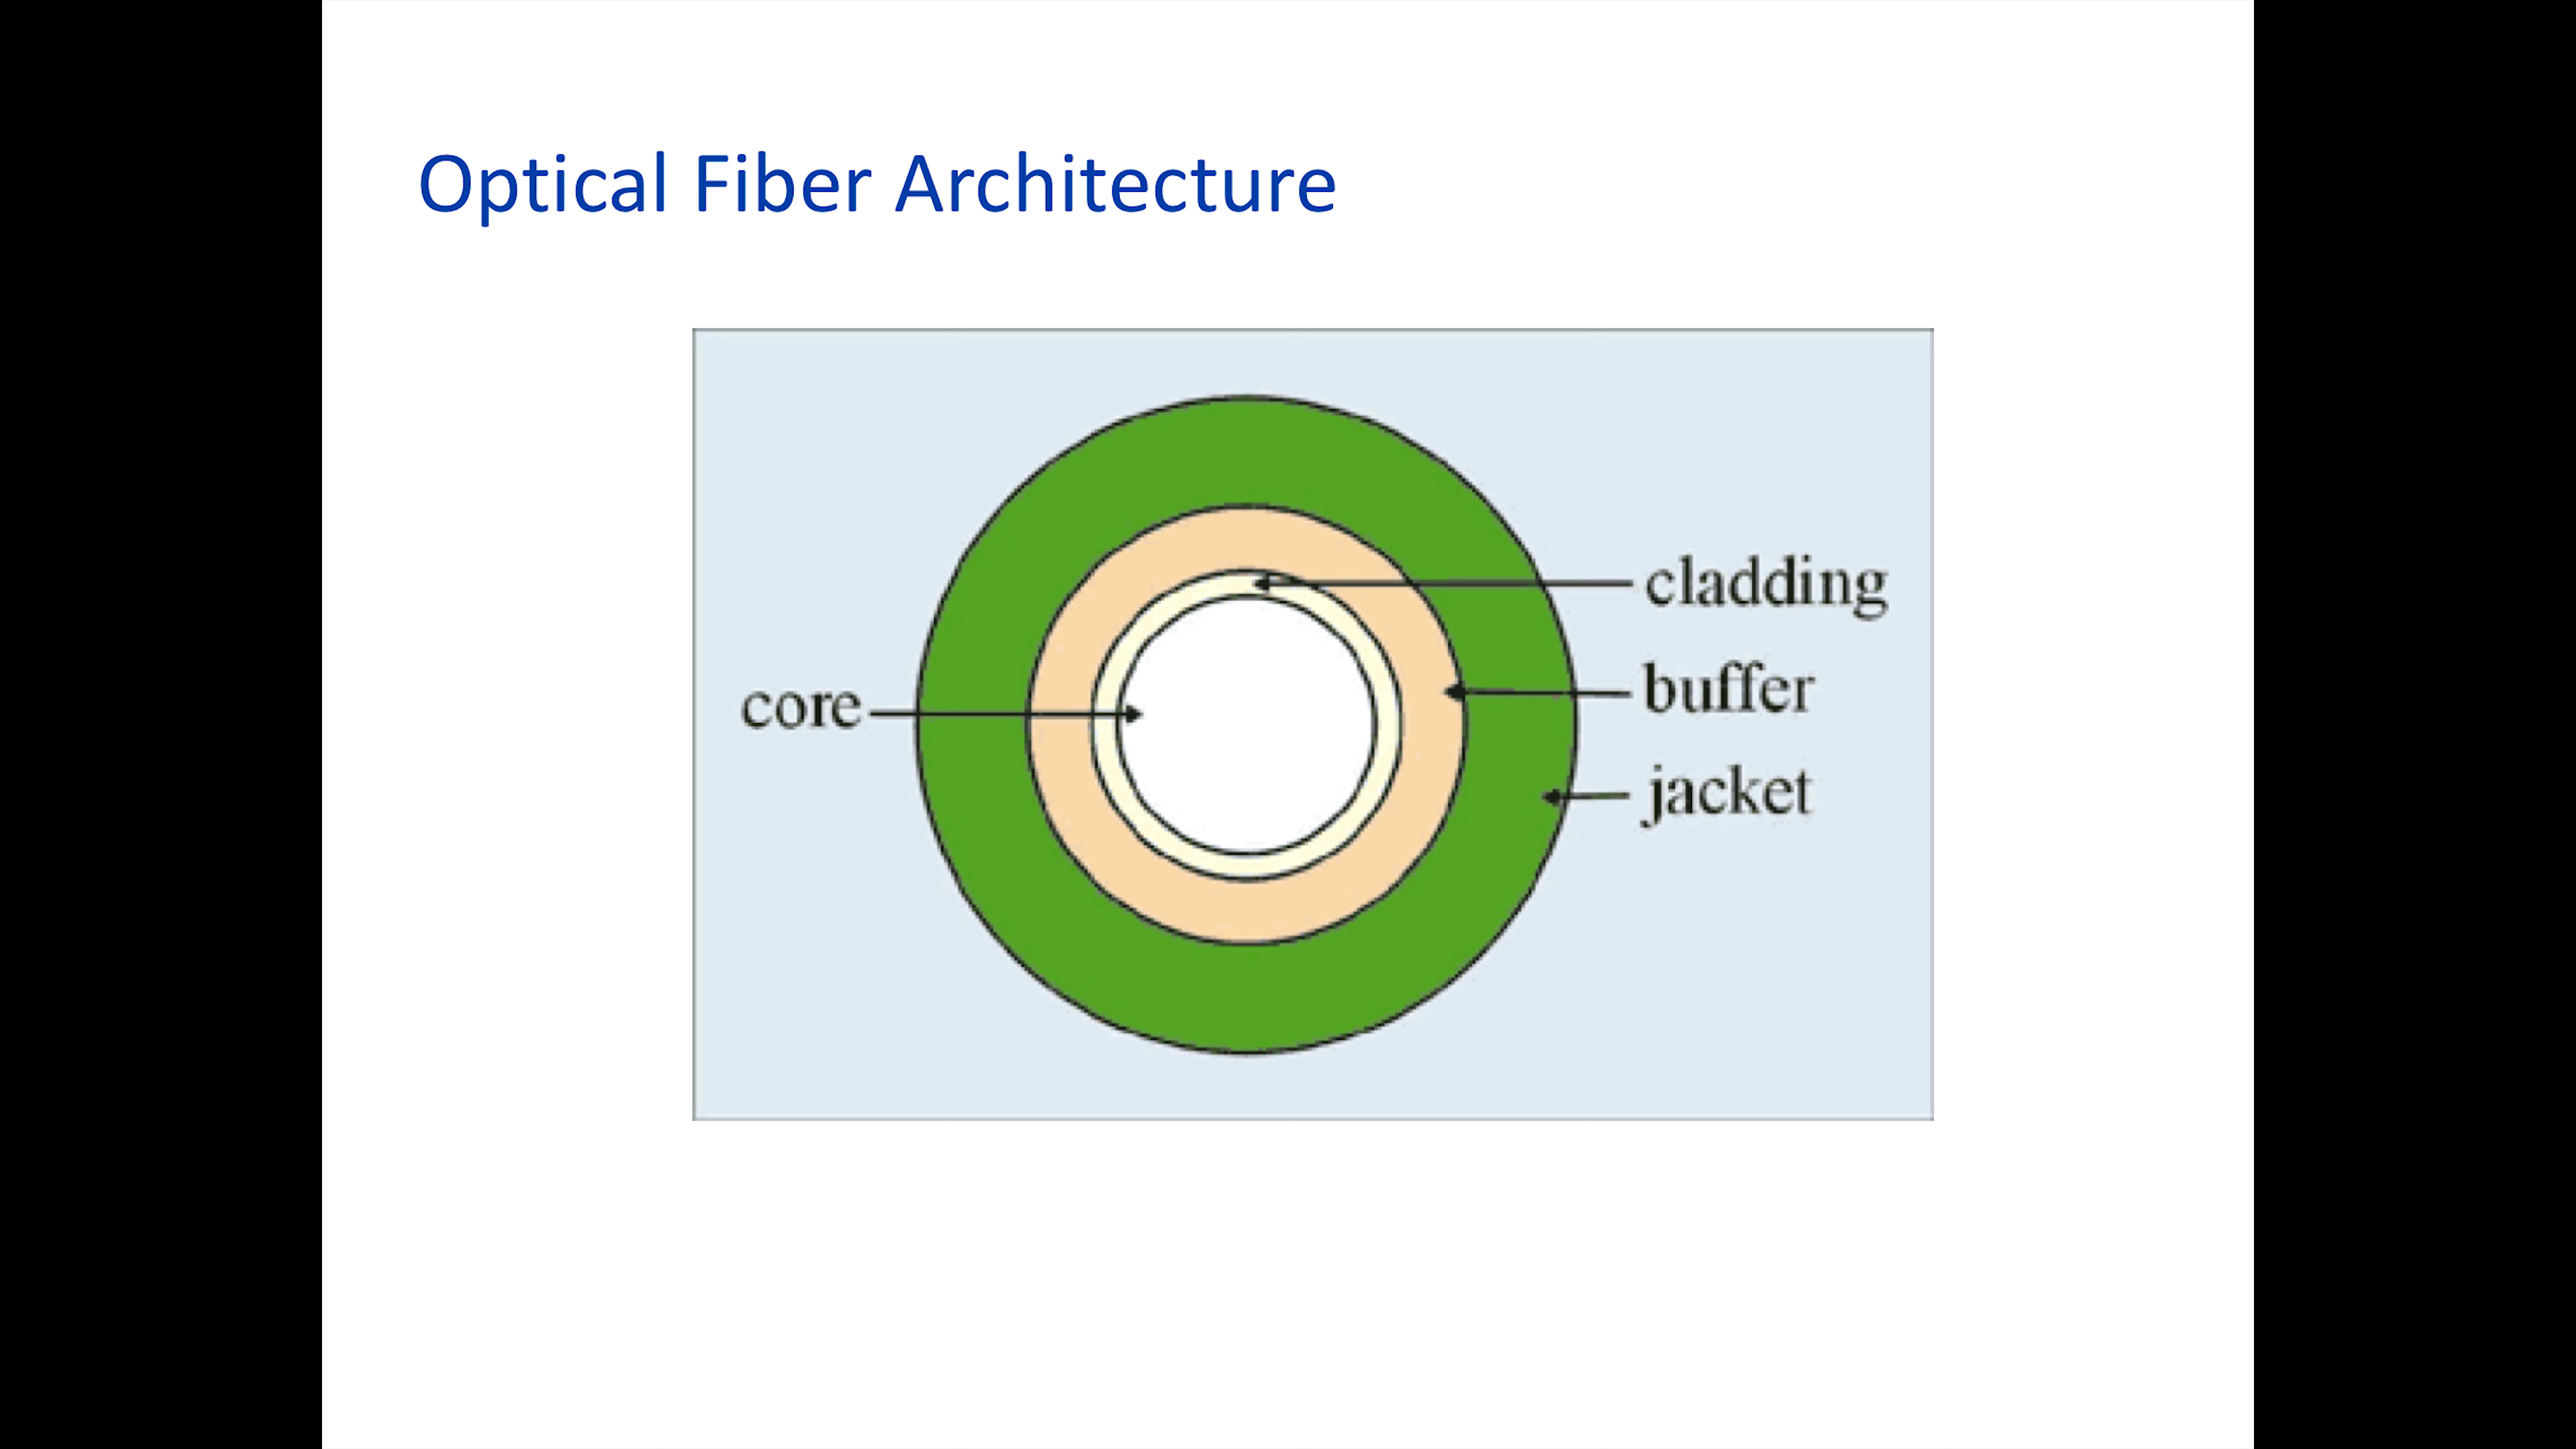 Optical Fiber Architecture
cladding
core
buffer
jacket